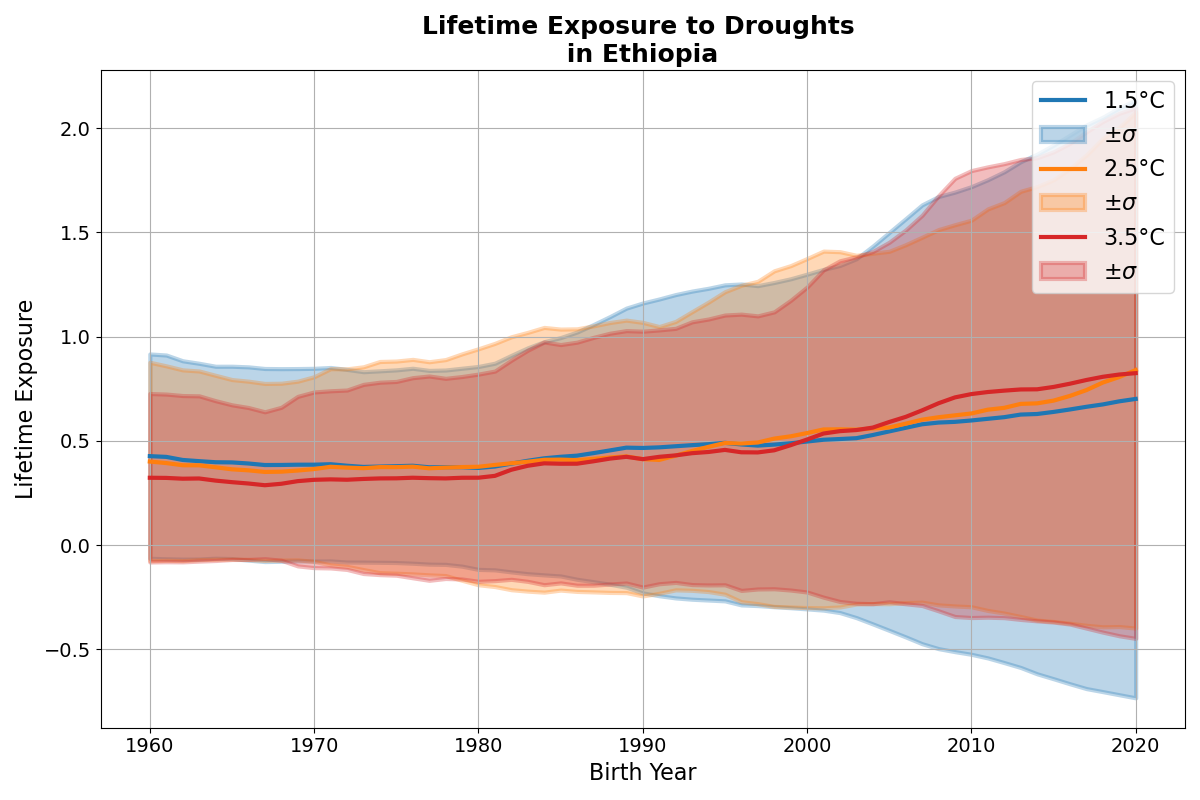 Lifetime Exposure to Droughts
in Ethiopia
1.5°C
±σ
2.5°C
±σ
3.5°C
±σ
Lifetime Exposure
2.0
1.5
1.0
0.5
0.0
−0.5
1960 1970 1980 1990 2000 2010 2020
Birth Year